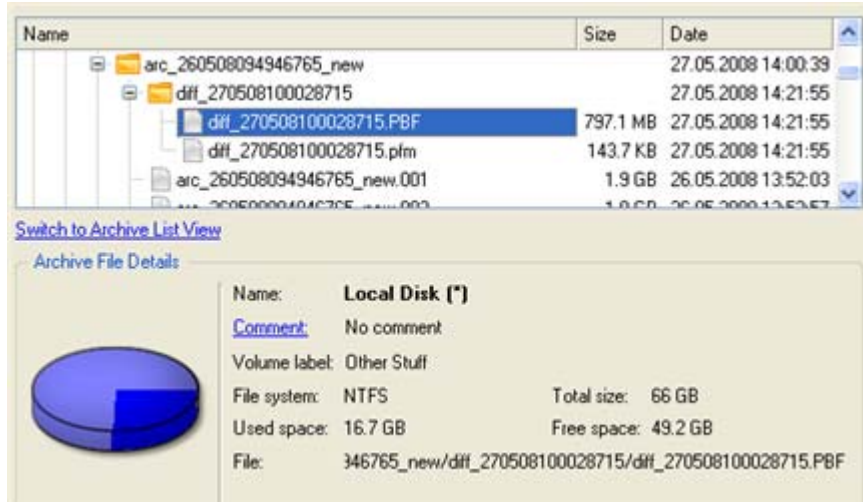 Name Size Date
arc_260508094946765_new 27.05.2008 14:00:39
diff_270508100028715 27.05.2008 14:21:55
diff_270508100028715.PBF 797.1 MB 27.05.2008 14:21:55
diff_270508100028715.pfm 143.7 KB 27.05.2008 14:21:55
arc_260508094946765_new.001 1.9 GB 26.05.2008 13:52:03
Switch to Archive List View
Archive File Details
Name: Local Disk (*)
Comment: No comment
Volume label: Other Stuff
File system: NTFS Total size: 66 GB
Used space: 16.7 GB Free space: 49.2 GB
File: 346765_new/diff_270508100028715/diff_270508100028715.PBF